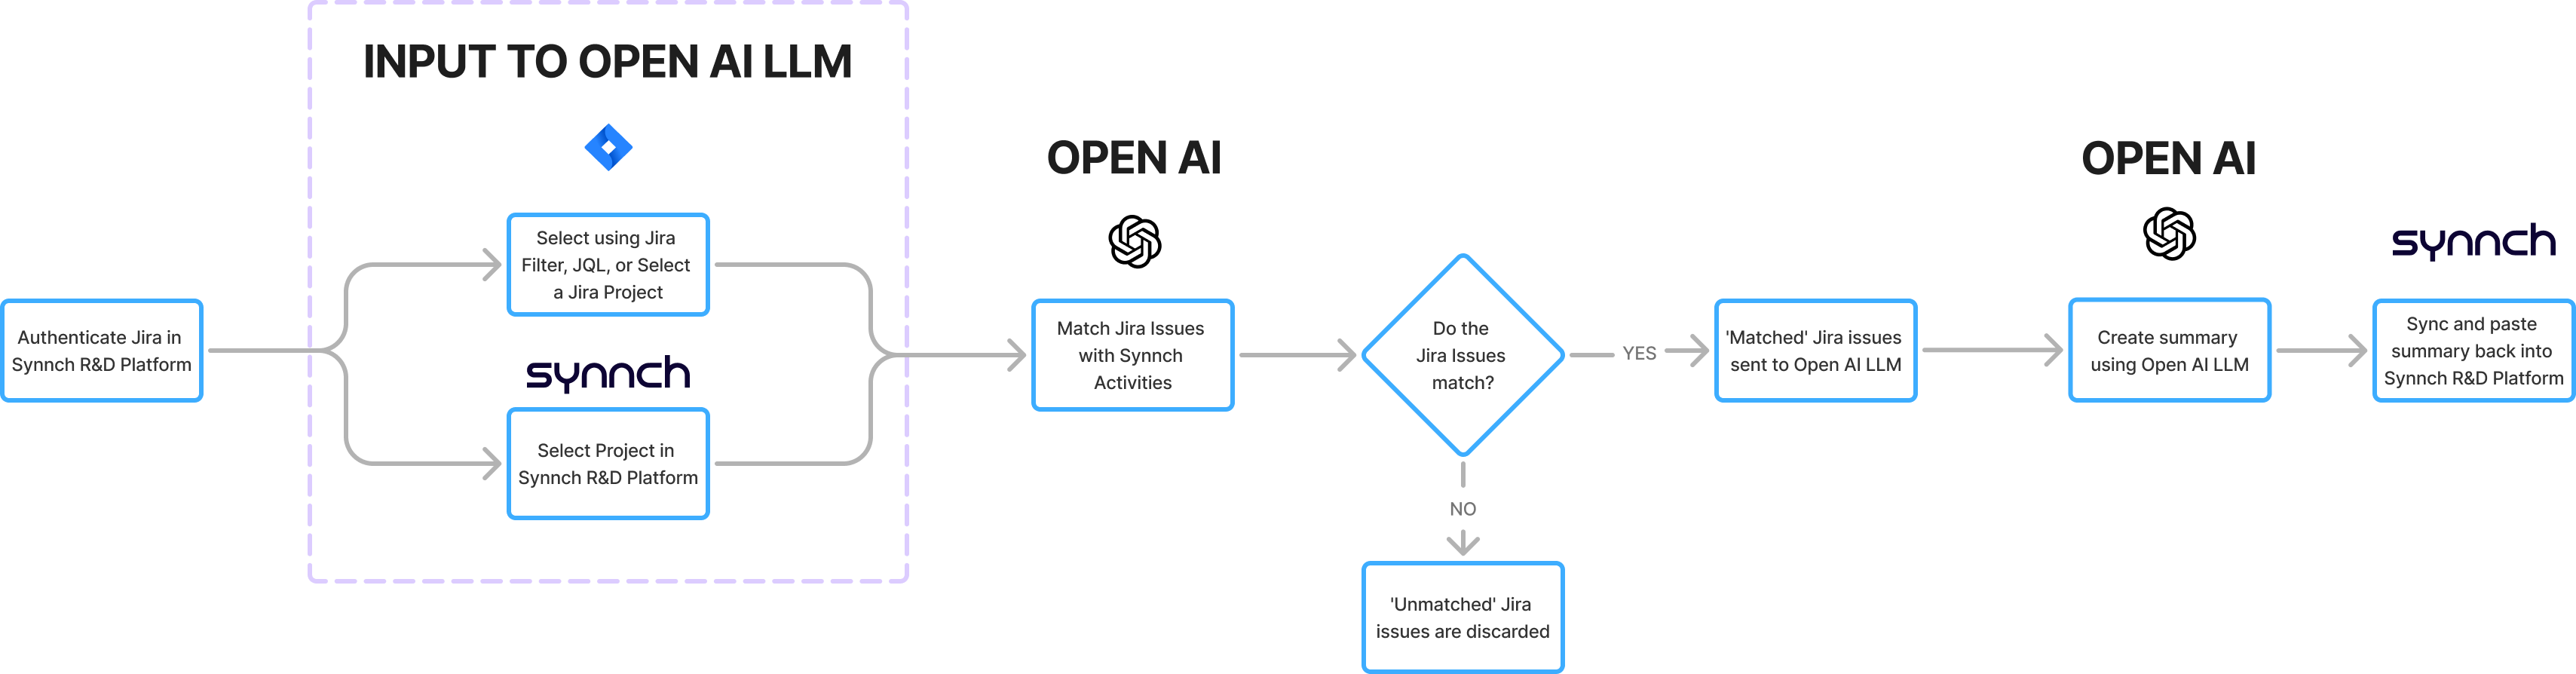 INPUT TO OPEN AI LLM
Authenticate Jira in
Synnch R&D Platform
Select using Jira
Filter, JQL, or Select
a Jira Project
synnch
Select Project in
Synnch R&D Platform
OPEN AI
Match Jira Issues
with Synnch
Activities
Do the
Jira Issues
match?
YES
NO
'Unmatched' Jira
issues are discarded
'Matched' Jira issues
sent to Open AI LLM
OPEN AI
Create summary
using Open AI LLM
synnch
Sync and paste
summary back into
Synnch R&D Platform